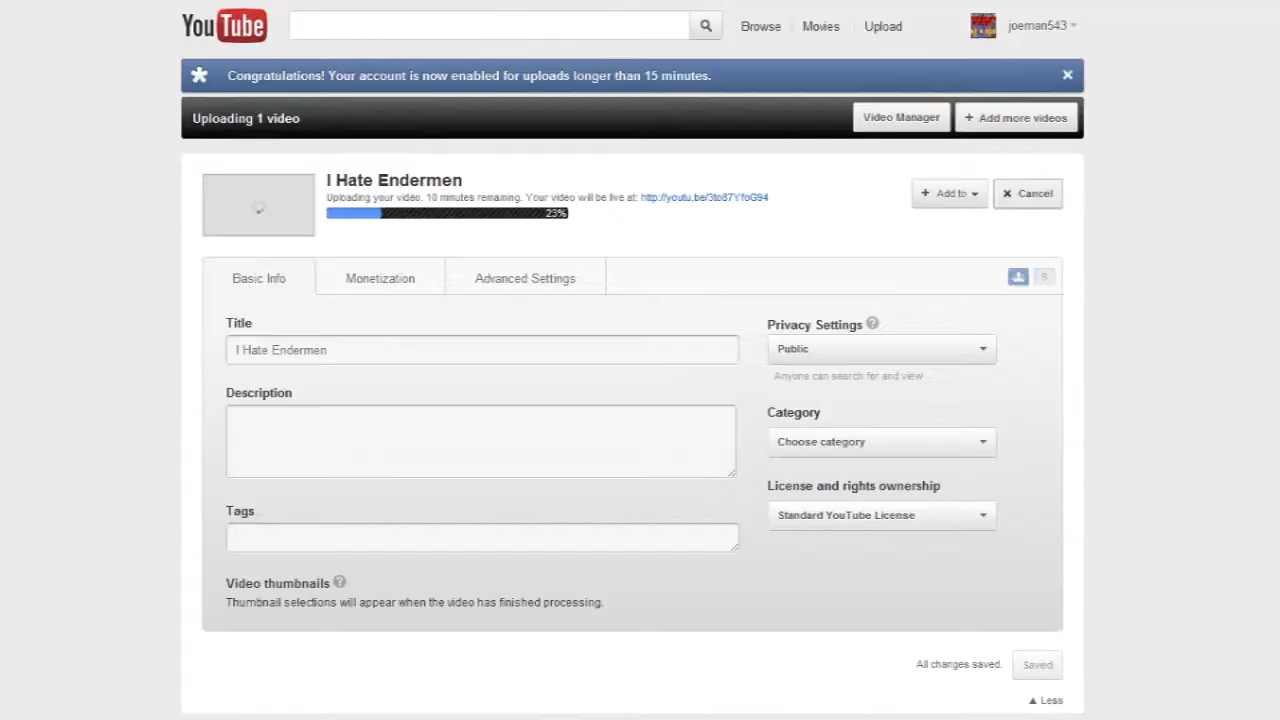 YouTube
Browse
Movies
Upload
joeman543
Congratulations! Your account is now enabled for uploads longer than 15 minutes.
Uploading 1 video
Video Manager
+ Add more videos
I Hate Endermen
Uploading your video. 10 minutes remaining. Your video will be live at: http://youtu.be/3to87YfoG94
23%
+ Add to
Cancel
Basic Info
Monetization
Advanced Settings
S
Title
I Hate Endermen
Description
Tags
Video thumbnails ?
Thumbnail selections will appear when the video has finished processing.
Privacy Settings ?
Public
Anyone can search for and view
Category
Choose category
License and rights ownership
Standard YouTube License
All changes saved.
Saved
Less